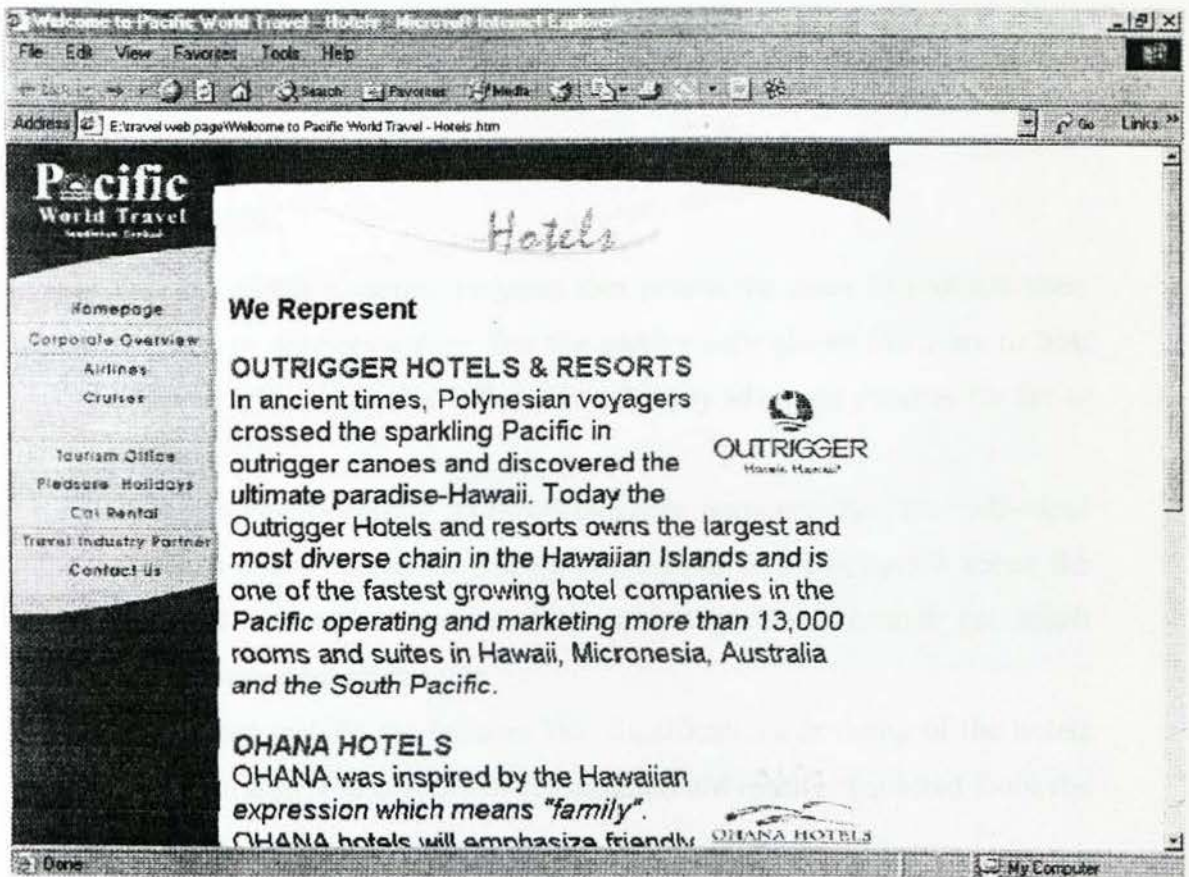 Welcome to Pacific World Travel - Hotels - Microsoft Internet Explorer
File Edit View Favorites Tools Help
Search Favorites Media
Address E:\travel web page\Welcome to Pacific World Travel - Hotels.htm Go Links »
Pacific
World Travel
Hotels
Homepage
Corporate Overview
Airlines
Cruises
Tourism Office
Pleasure Holidays
Car Rental
Travel Industry Partner
Contact Us
We Represent
OUTRIGGER HOTELS & RESORTS
In ancient times, Polynesian voyagers
crossed the sparkling Pacific in
outrigger canoes and discovered the
ultimate paradise-Hawaii. Today the
Outrigger Hotels and resorts owns the largest and
most diverse chain in the Hawaiian Islands and is
one of the fastest growing hotel companies in the
Pacific operating and marketing more than 13,000
rooms and suites in Hawaii, Micronesia, Australia
and the South Pacific.
OUTRIGGER
Hotels Hawaii
OHANA HOTELS
OHANA was inspired by the Hawaiian
expression which means "family".
OHANA hotels will emphasize friendly
OHANA HOTELS
Done
My Computer